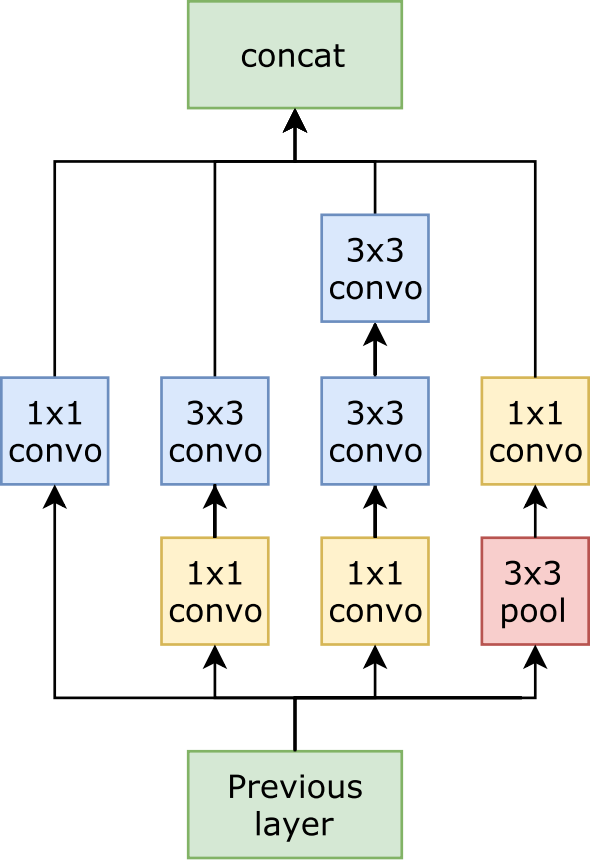 concat
3x3
convo
1x1
convo
3x3
convo
3x3
convo
1x1
convo
1x1
convo
1x1
convo
3x3
pool
Previous
layer